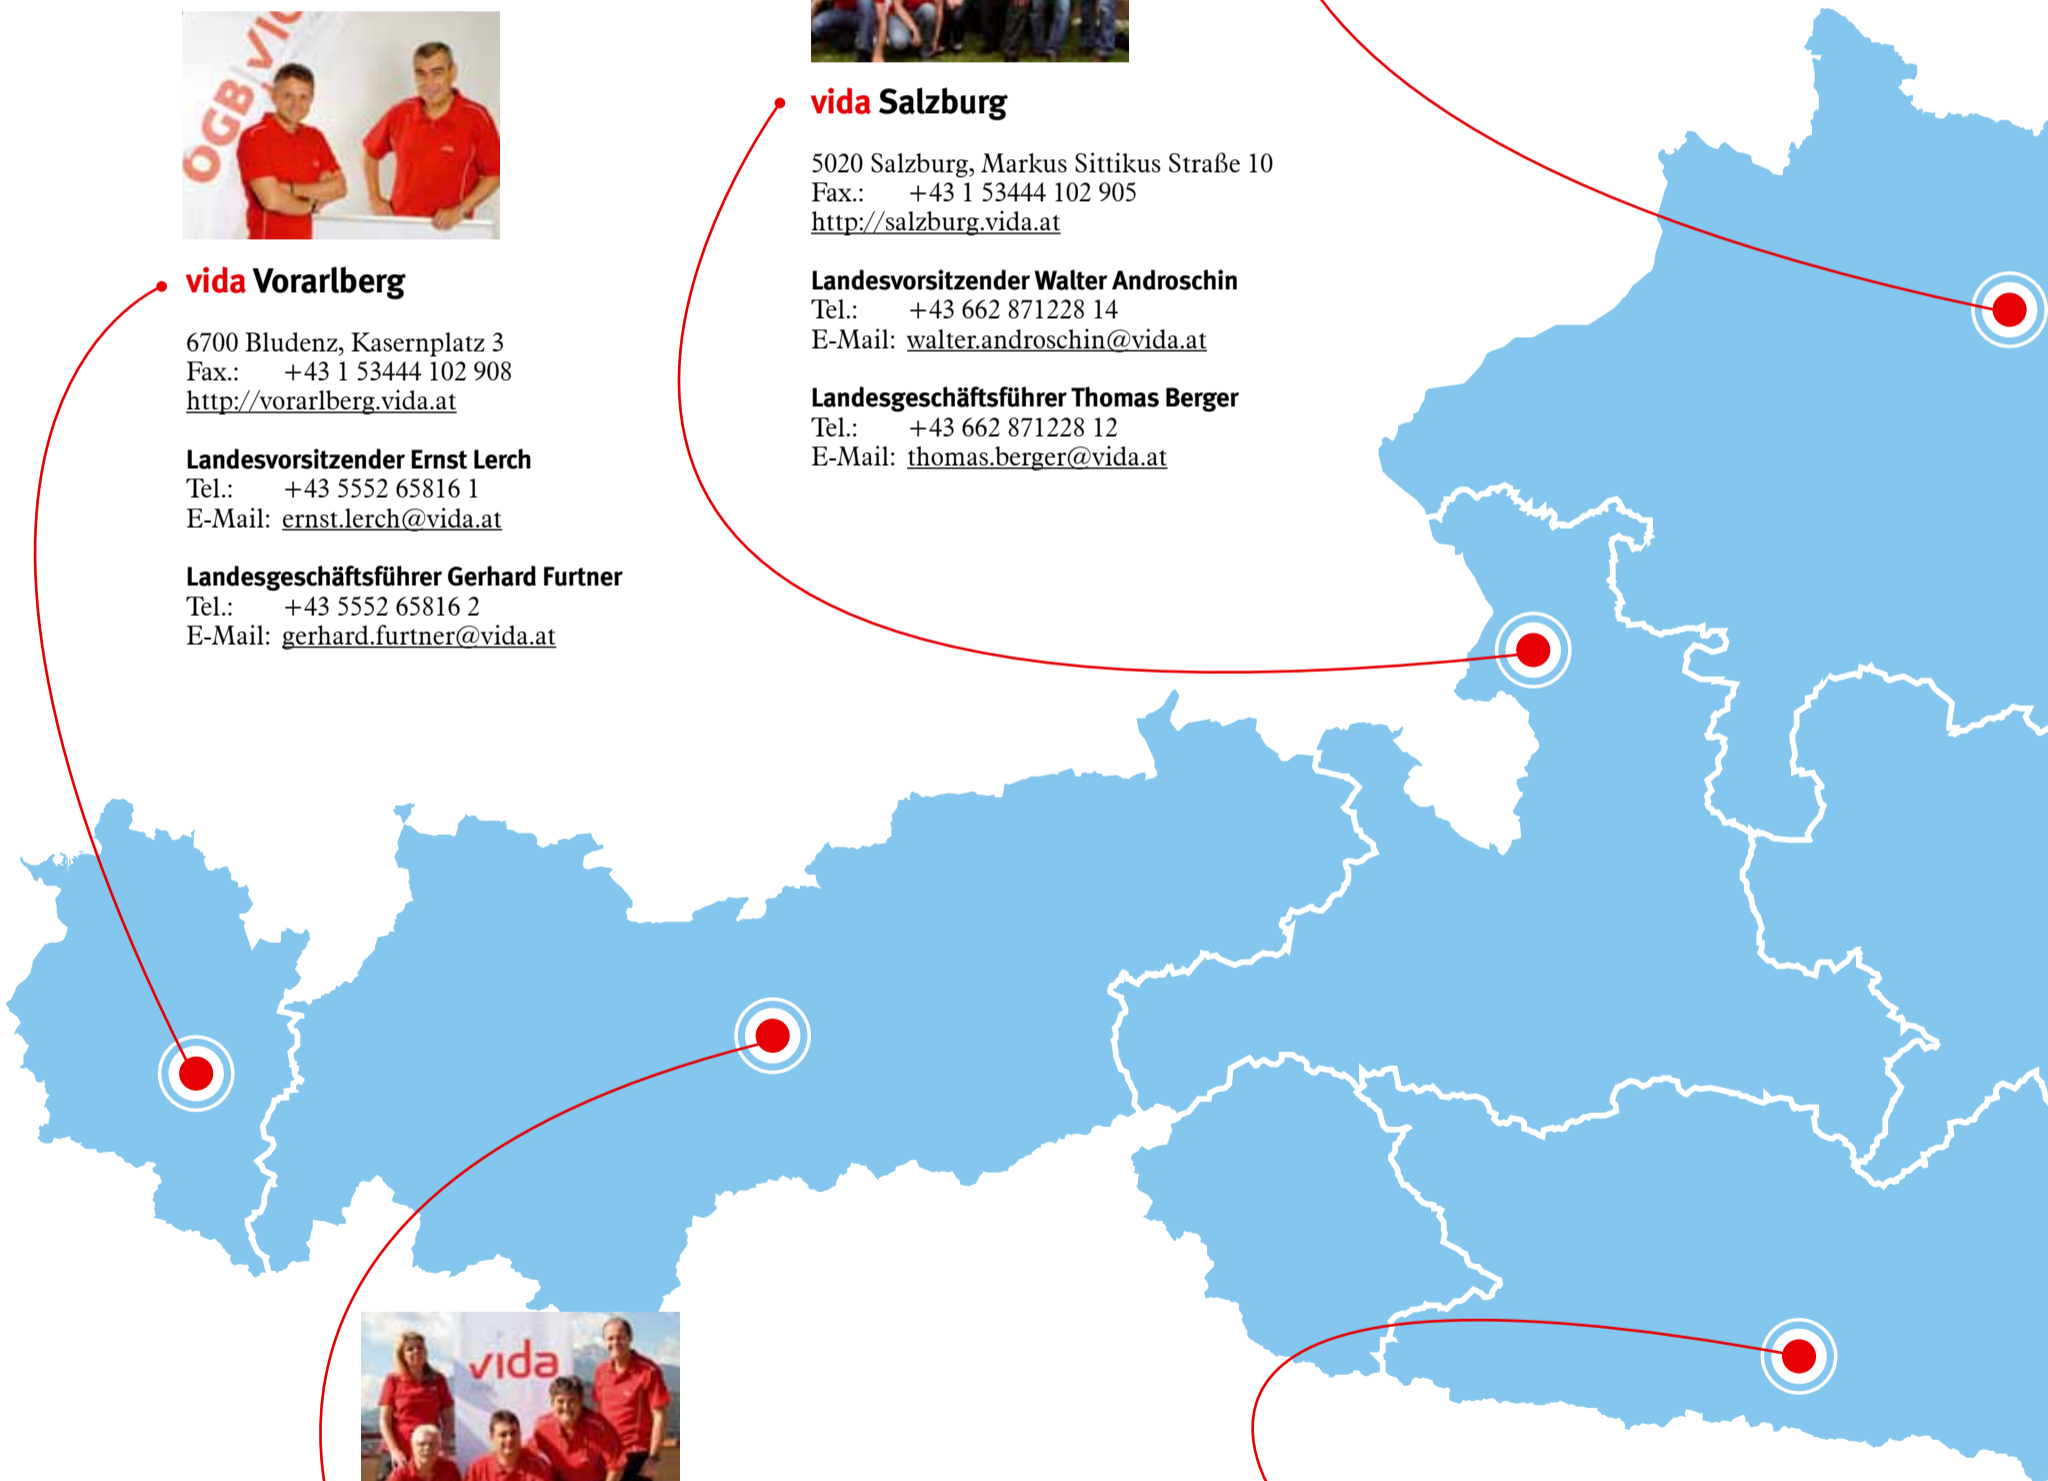 ÖGB
vida Vorarlberg
6700 Bludenz, Kasernplatz 3
Fax.: +43 1 53444 102 908
http://vorarlberg.vida.at
Landesvorsitzender Ernst Lerch
Tel.: +43 5552 65816 1
E-Mail: ernst.lerch@vida.at
Landesgeschäftsführer Gerhard Furtner
Tel.: +43 5552 65816 2
E-Mail: gerhard.furtner@vida.at
vida Salzburg
5020 Salzburg, Markus Sittikus Straße 10
Fax.: +43 1 53444 102 905
http://salzburg.vida.at
Landesvorsitzender Walter Androschin
Tel.: +43 662 871228 14
E-Mail: walter.androschin@vida.at
Landesgeschäftsführer Thomas Berger
Tel.: +43 662 871228 12
E-Mail: thomas.berger@vida.at
vida